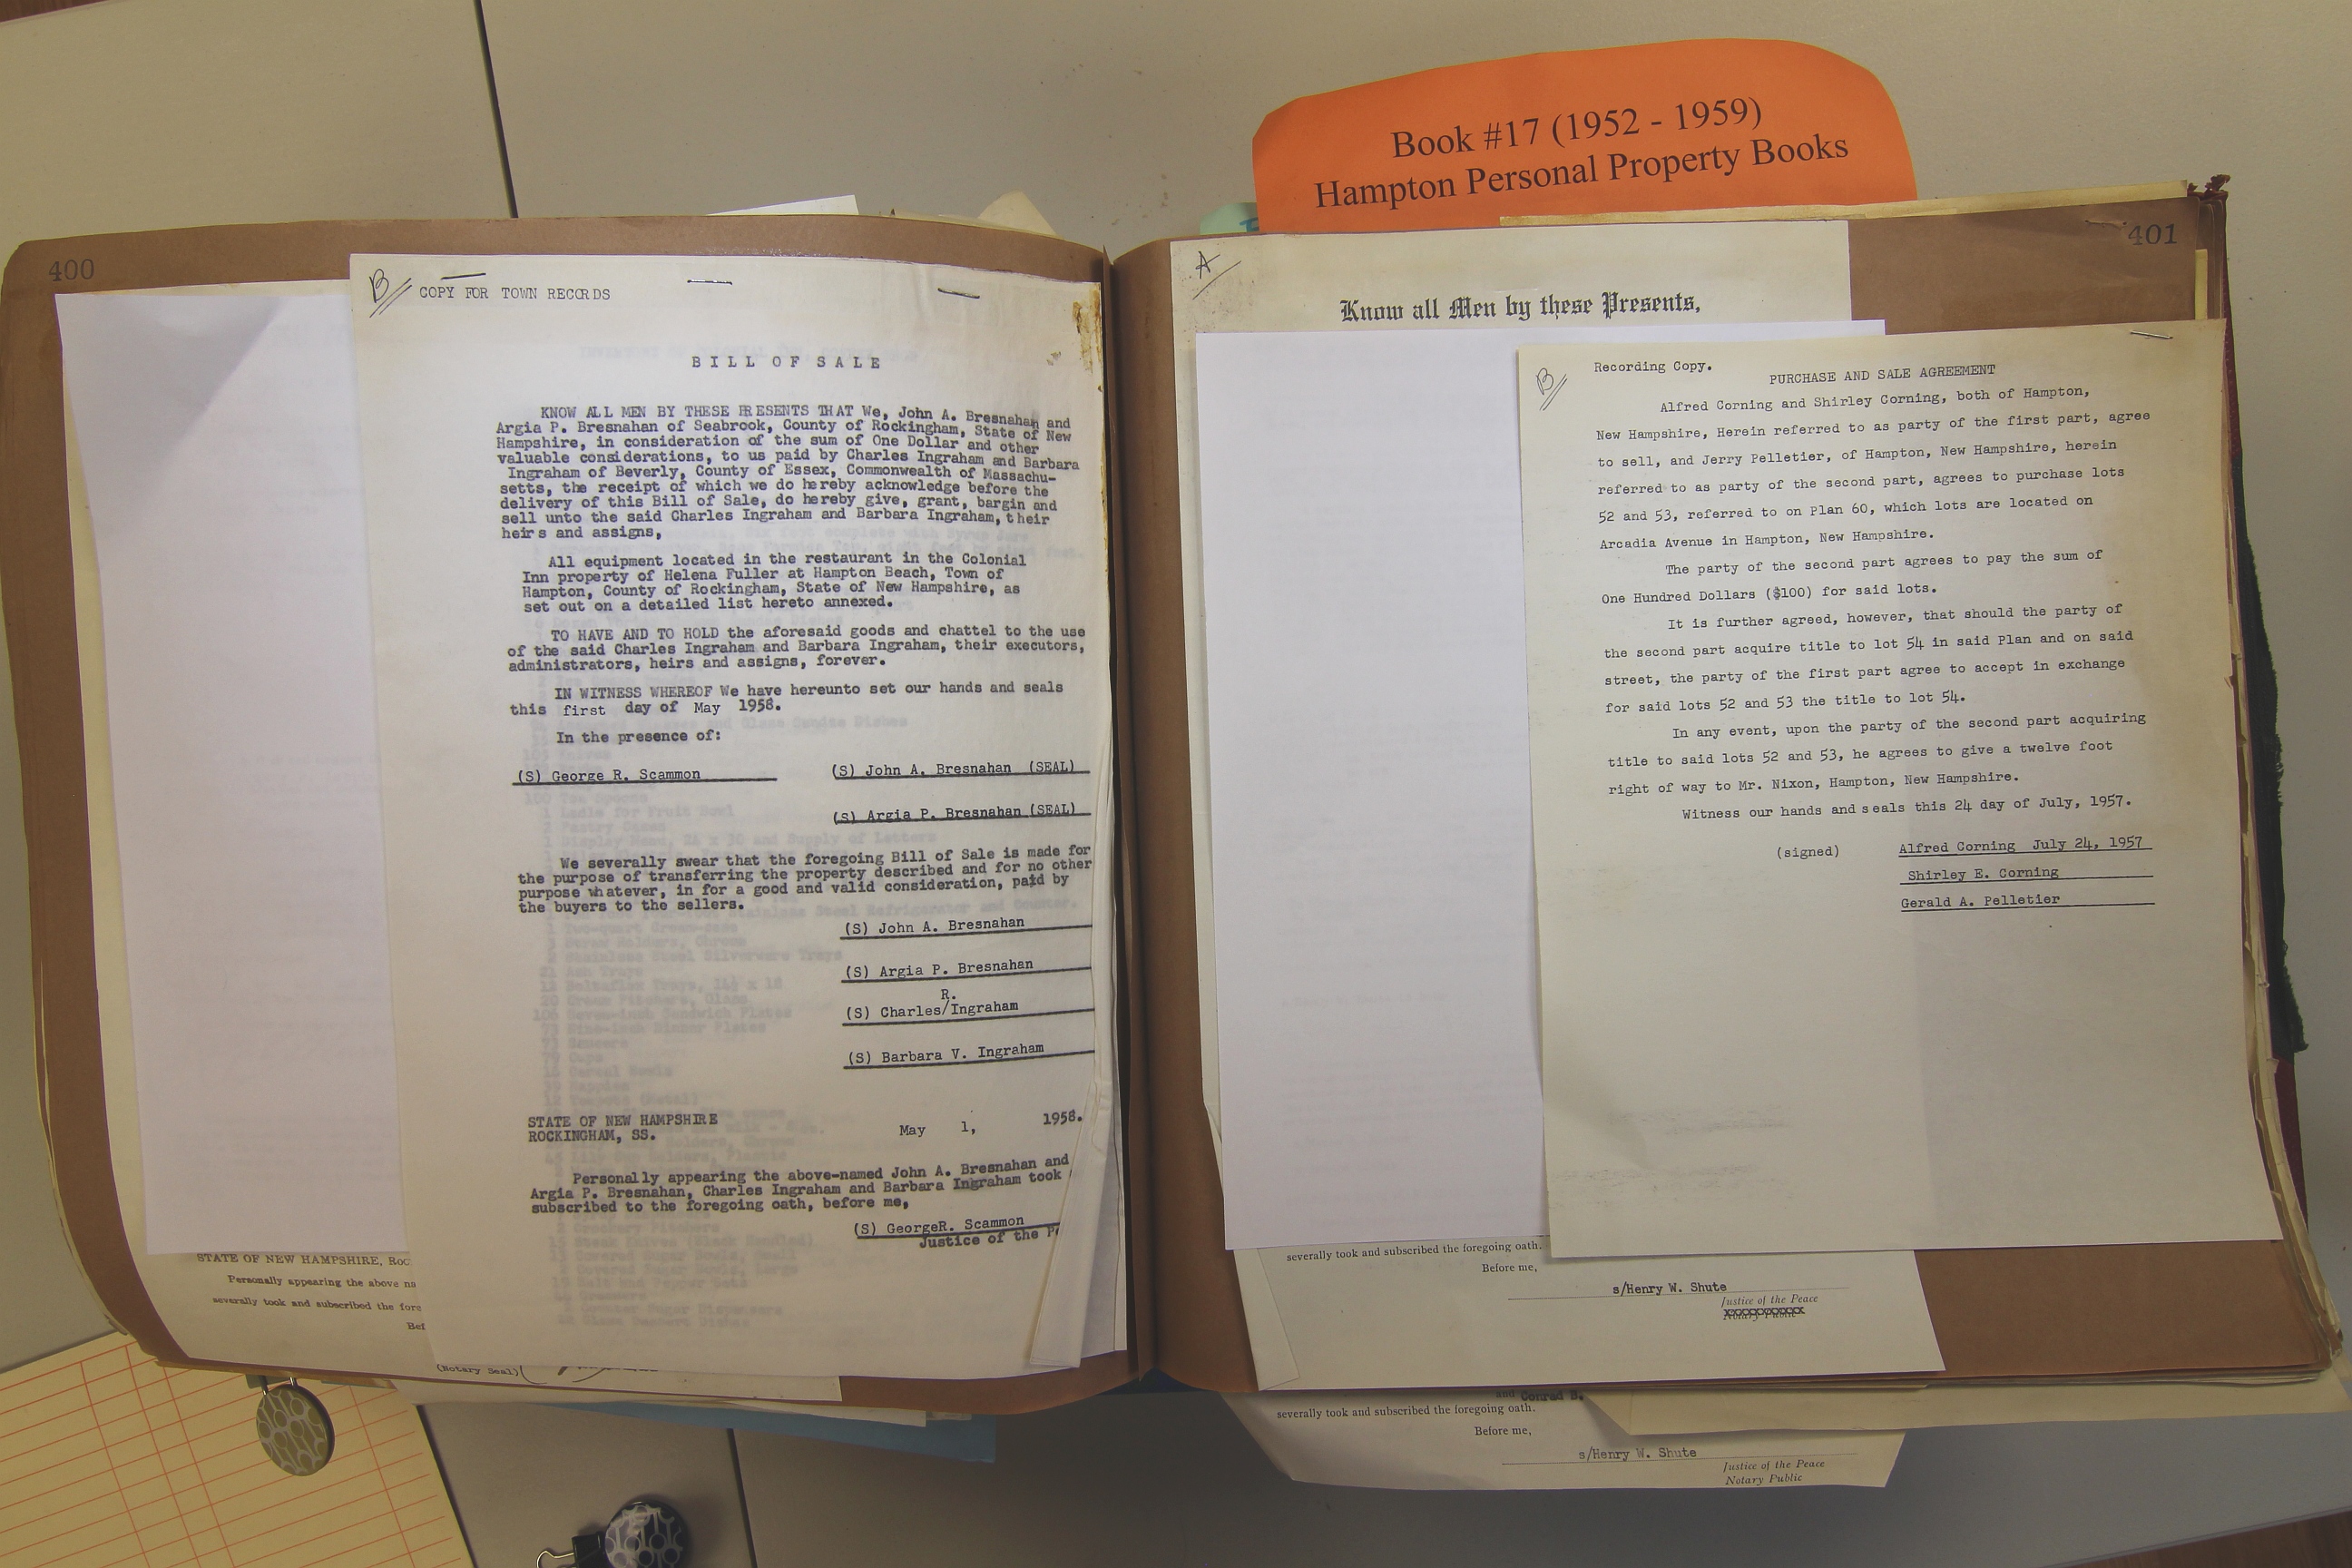 Book #17 (1952 - 1959)
Hampton Personal Property Books
400
B
COPY FOR TOWN RECORDS
BILL OF SALE
KNOW ALL MEN BY THESE PRESENTS THAT We, John A. Bresnahan and
Argia P. Bresnahan of Seabrook, County of Rockingham, State of New
Hampshire, in consideration of the sum of One Dollar and other
valuable considerations, to us paid by Charles Ingraham and Barbara
Ingraham of Beverly, County of Essex, Commonwealth of Massachu-
setts, the receipt of which we do hereby acknowledge before the
delivery of this Bill of Sale, do hereby give, grant, bargin and
sell unto the said Charles Ingraham and Barbara Ingraham, their
heirs and assigns,
All equipment located in the restaurant in the Colonial
Inn property of Helena Fuller at Hampton Beach, Town of
Hampton, County of Rockingham, State of New Hampshire, as
set out on a detailed list hereto annexed.
TO HAVE AND TO HOLD the aforesaid goods and chattel to the use
of the said Charles Ingraham and Barbara Ingraham, their executors,
administrators, heirs and assigns, forever.
IN WITNESS WHEREOF We have hereunto set our hands and seals
this first day of May 1958.
In the presence of:
(S) George R. Scammon (S) John A. Bresnahan (SEAL)
(S) Argia P. Bresnahan (SEAL)
We severally swear that the foregoing Bill of Sale is made for
the purpose of transferring the property described and for no other
purpose whatever, in for a good and valid consideration, paid by
the buyers to the sellers.
(S) John A. Bresnahan
(S) Argia P. Bresnahan
R.
(S) Charles/Ingraham
(S) Barbara V. Ingraham
STATE OF NEW HAMPSHIRE
ROCKINGHAM, SS. May 1, 1958.
Personally appearing the above-named John A. Bresnahan and
Argia P. Bresnahan, Charles Ingraham and Barbara Ingraham took
subscribed to the foregoing oath, before me,
(S) GeorgeR. Scammon
Justice of the
STATE OF NEW HAMPSHIRE,
Personally appearing the above
severally took and subscribed the
(Notary Seal)
401
A
Know all Men by these Presents,
B
Recording Copy.
PURCHASE AND SALE AGREEMENT
Alfred Corning and Shirley Corning, both of Hampton,
New Hampshire, Herein referred to as party of the first part, agree
to sell, and Jerry Pelletier, of Hampton, New Hampshire, herein
referred to as party of the second part, agrees to purchase lots
52 and 53, referred to on Plan 60, which lots are located on
Arcadia Avenue in Hampton, New Hampshire.
The party of the second part agrees to pay the sum of
One Hundred Dollars ($100) for said lots.
It is further agreed, however, that should the party of
the second part acquire title to lot 54 in said Plan and on said
street, the party of the first part agree to accept in exchange
for said lots 52 and 53 the title to lot 54.
In any event, upon the party of the second part acquiring
title to said lots 52 and 53, he agrees to give a twelve foot
right of way to Mr. Nixon, Hampton, New Hampshire.
Witness our hands and seals this 24 day of July, 1957.
(signed) Alfred Corning July 24, 1957
Shirley E. Corning
Gerald A. Pelletier
severally took and subscribed the foregoing oath.
Before me,
s/Henry W. Shute
Justice of the Peace
Notary Public
and Conrad B.
severally took and subscribed the foregoing oath.
Before me,
s/Henry W. Shute
Justice of the Peace
Notary Public